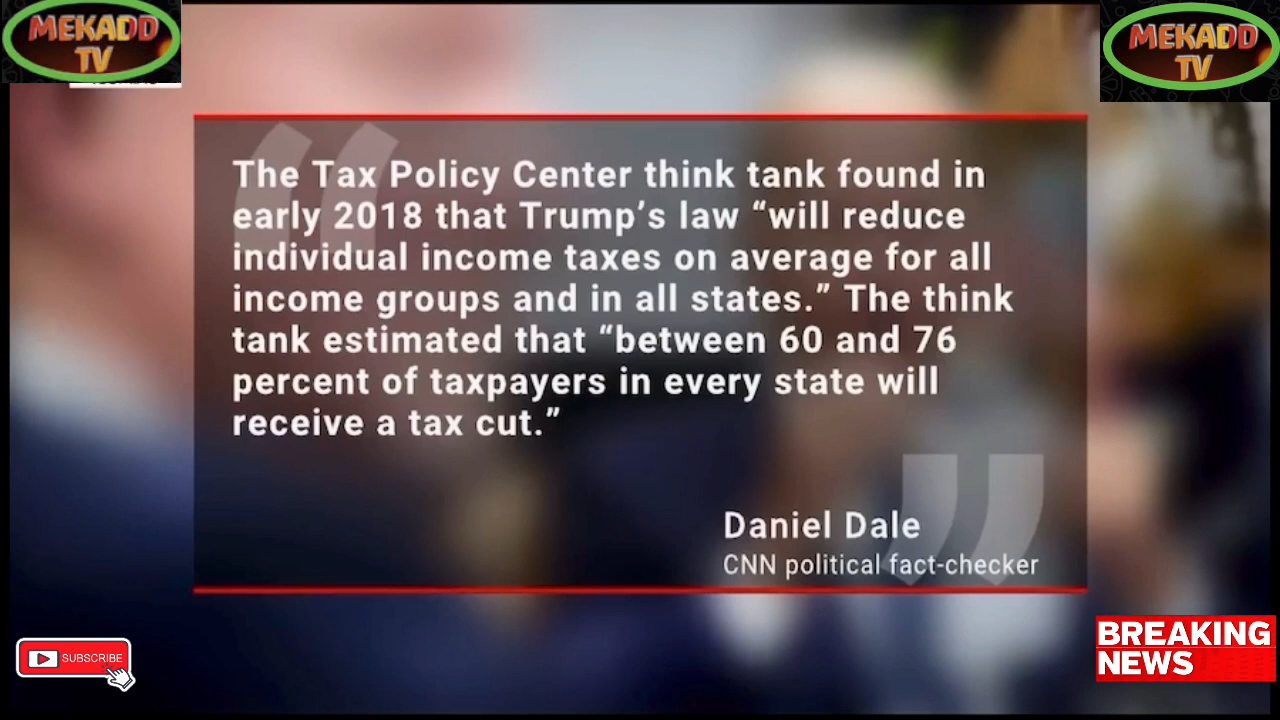 MEKADD
TV
MEKADD
TV
The Tax Policy Center think tank found in
early 2018 that Trump’s law “will reduce
individual income taxes on average for all
income groups and in all states.” The think
tank estimated that “between 60 and 76
percent of taxpayers in every state will
receive a tax cut.”
Daniel Dale
CNN political fact-checker
SUBSCRIBE
BREAKING
NEWS